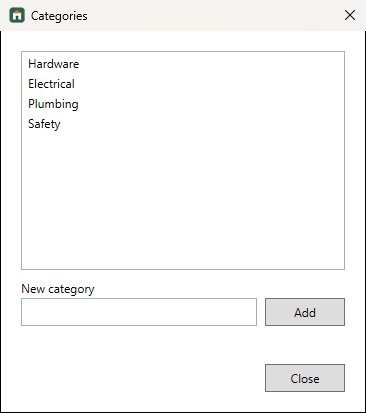 Categories
Hardware
Electrical
Plumbing
Safety
New category
Add
Close